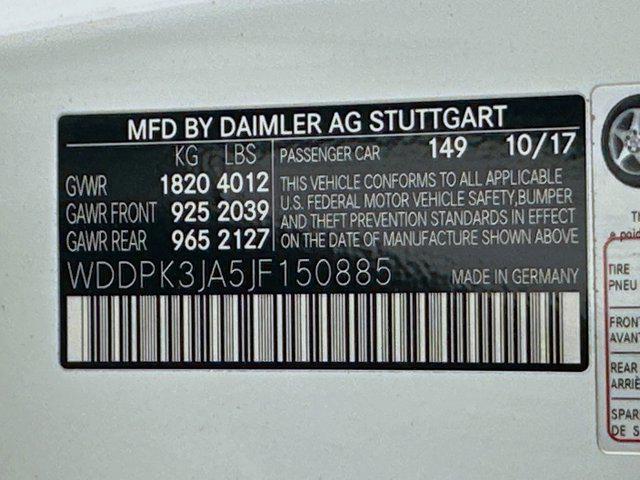 MFD BY DAIMLER AG STUTTGART
KG LBS
GVWR 1820 4012
GAWR FRONT 925 2039
GAWR REAR 965 2127
PASSENGER CAR 149 10/17
THIS VEHICLE CONFORMS TO ALL APPLICABLE
U.S. FEDERAL MOTOR VEHICLE SAFETY,BUMPER
AND THEFT PREVENTION STANDARDS IN EFFECT
ON THE DATE OF MANUFACTURE SHOWN ABOVE
WDDPK3JA5JF150885 MADE IN GERMANY
TIRE
PNEU
FRONT
AVANT
REAR
ARRIÈ
SPAR
DE S